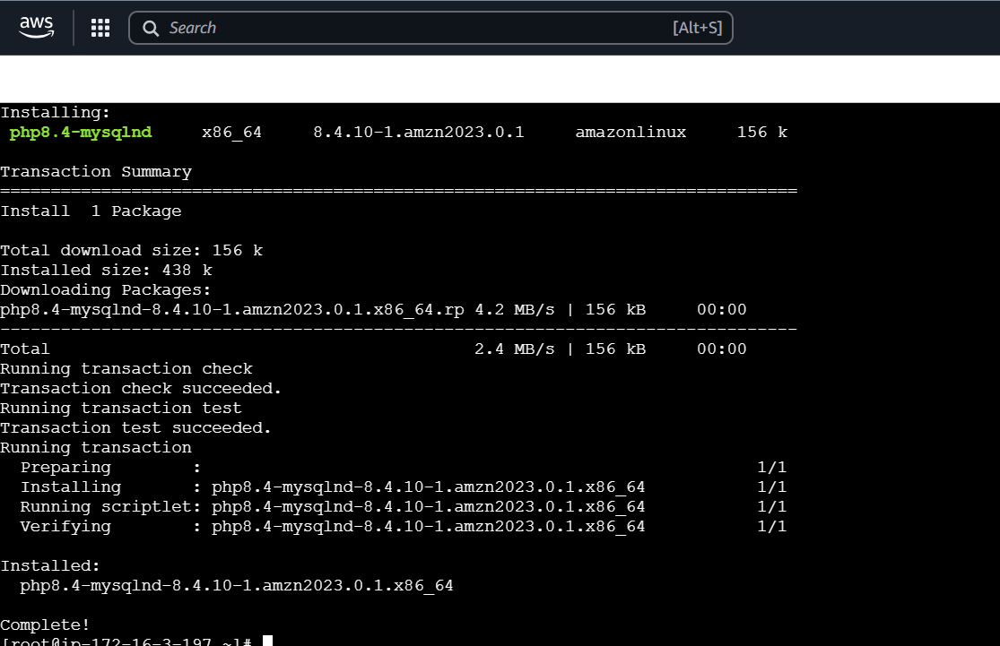 aws
Search [Alt+S]
Installing:
php8.4-mysqlnd x86_64 8.4.10-1.amzn2023.0.1 amazonlinux 156 k
Transaction Summary
================================================================================
Install 1 Package
Total download size: 156 k
Installed size: 438 k
Downloading Packages:
php8.4-mysqlnd-8.4.10-1.amzn2023.0.1.x86_64.rp 4.2 MB/s | 156 kB 00:00
--------------------------------------------------------------------------------
Total 2.4 MB/s | 156 kB 00:00
Running transaction check
Transaction check succeeded.
Running transaction test
Transaction test succeeded.
Running transaction
Preparing : 1/1
Installing : php8.4-mysqlnd-8.4.10-1.amzn2023.0.1.x86_64 1/1
Running scriptlet: php8.4-mysqlnd-8.4.10-1.amzn2023.0.1.x86_64 1/1
Verifying : php8.4-mysqlnd-8.4.10-1.amzn2023.0.1.x86_64 1/1
Installed:
php8.4-mysqlnd-8.4.10-1.amzn2023.0.1.x86_64
Complete!
[root@ip-172-16-3-197 ~]#